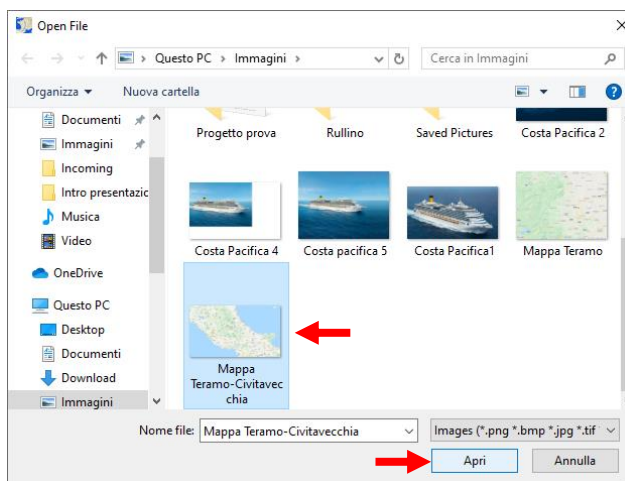 Open File
Questo PC > Immagini >
Cerca in Immagini
Organizza
Nuova cartella
Documenti
Immagini
Incoming
Intro presentazic
Musica
Video
OneDrive
Questo PC
Desktop
Documenti
Download
Immagini
Progetto prova
Rullino
Saved Pictures
Costa Pacifica 2
Costa Pacifica 4
Costa pacifica 5
Costa Pacifica1
Mappa Teramo
Mappa
Teramo-Civitavec
chia
Nome file: Mappa Teramo-Civitavecchia
Images (*.png *.bmp *.jpg *.tif
Apri
Annulla